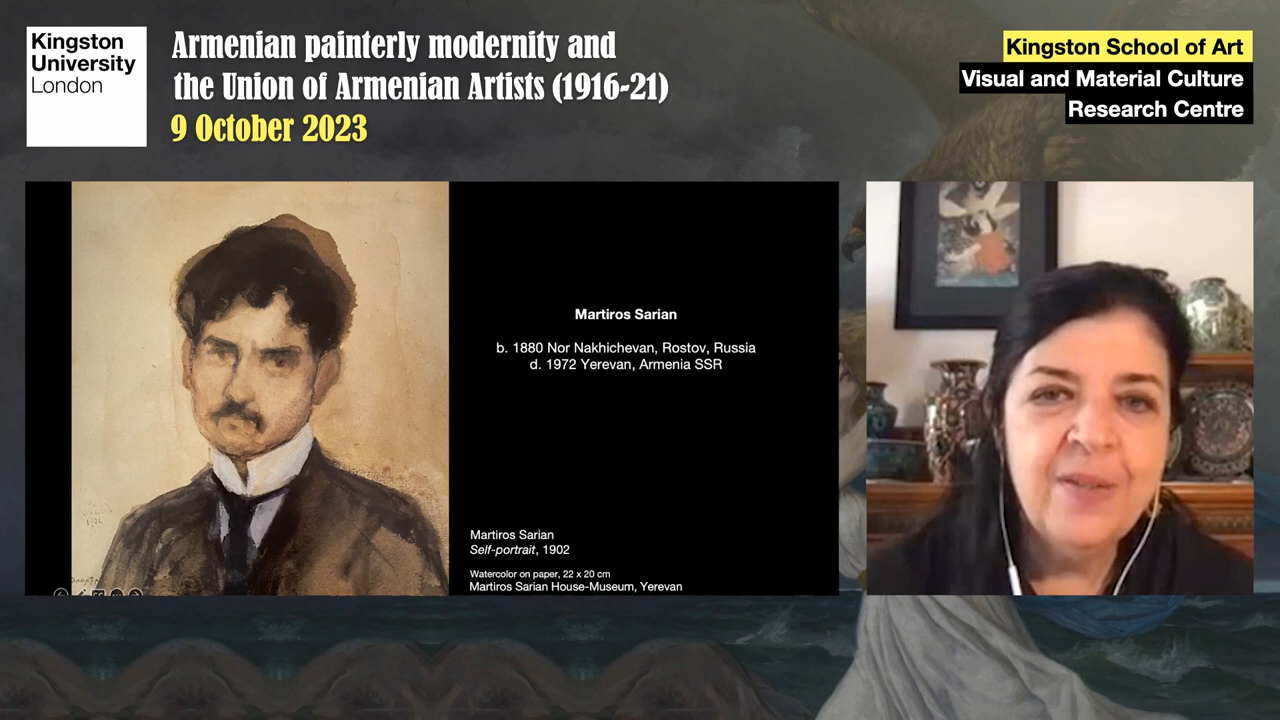 Kingston
University
London
Armenian painterly modernity and
the Union of Armenian Artists (1916-21)
9 October 2023
Kingston School of Art
Visual and Material Culture
Research Centre
Martiros Sarian
b. 1880 Nor Nakhichevan, Rostov, Russia
d. 1972 Yerevan, Armenia SSR
Martiros Sarian
Self-portrait, 1902
Watercolor on paper, 22 x 20 cm
Martiros Sarian House-Museum, Yerevan